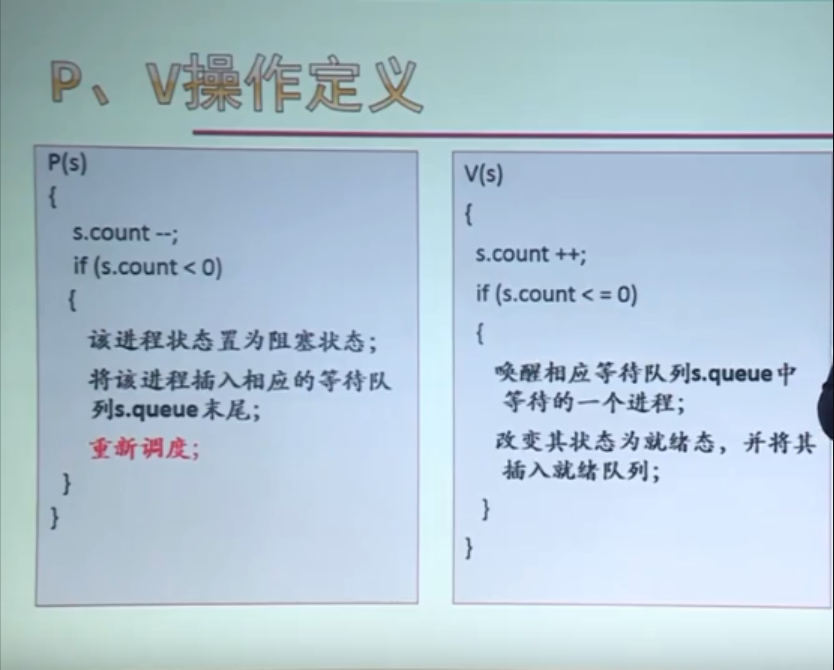 P、V操作定义
P(s)
{
s.count --;
if (s.count < 0)
{
该进程状态置为阻塞状态；
将该进程插入相应的等待队
列s.queue末尾；
重新调度；
}
}
V(s)
{
s.count ++;
if (s.count < = 0)
{
唤醒相应等待队列s.queue中
等待的一个进程；
改变其状态为就绪态，并将其
插入就绪队列；
}
}